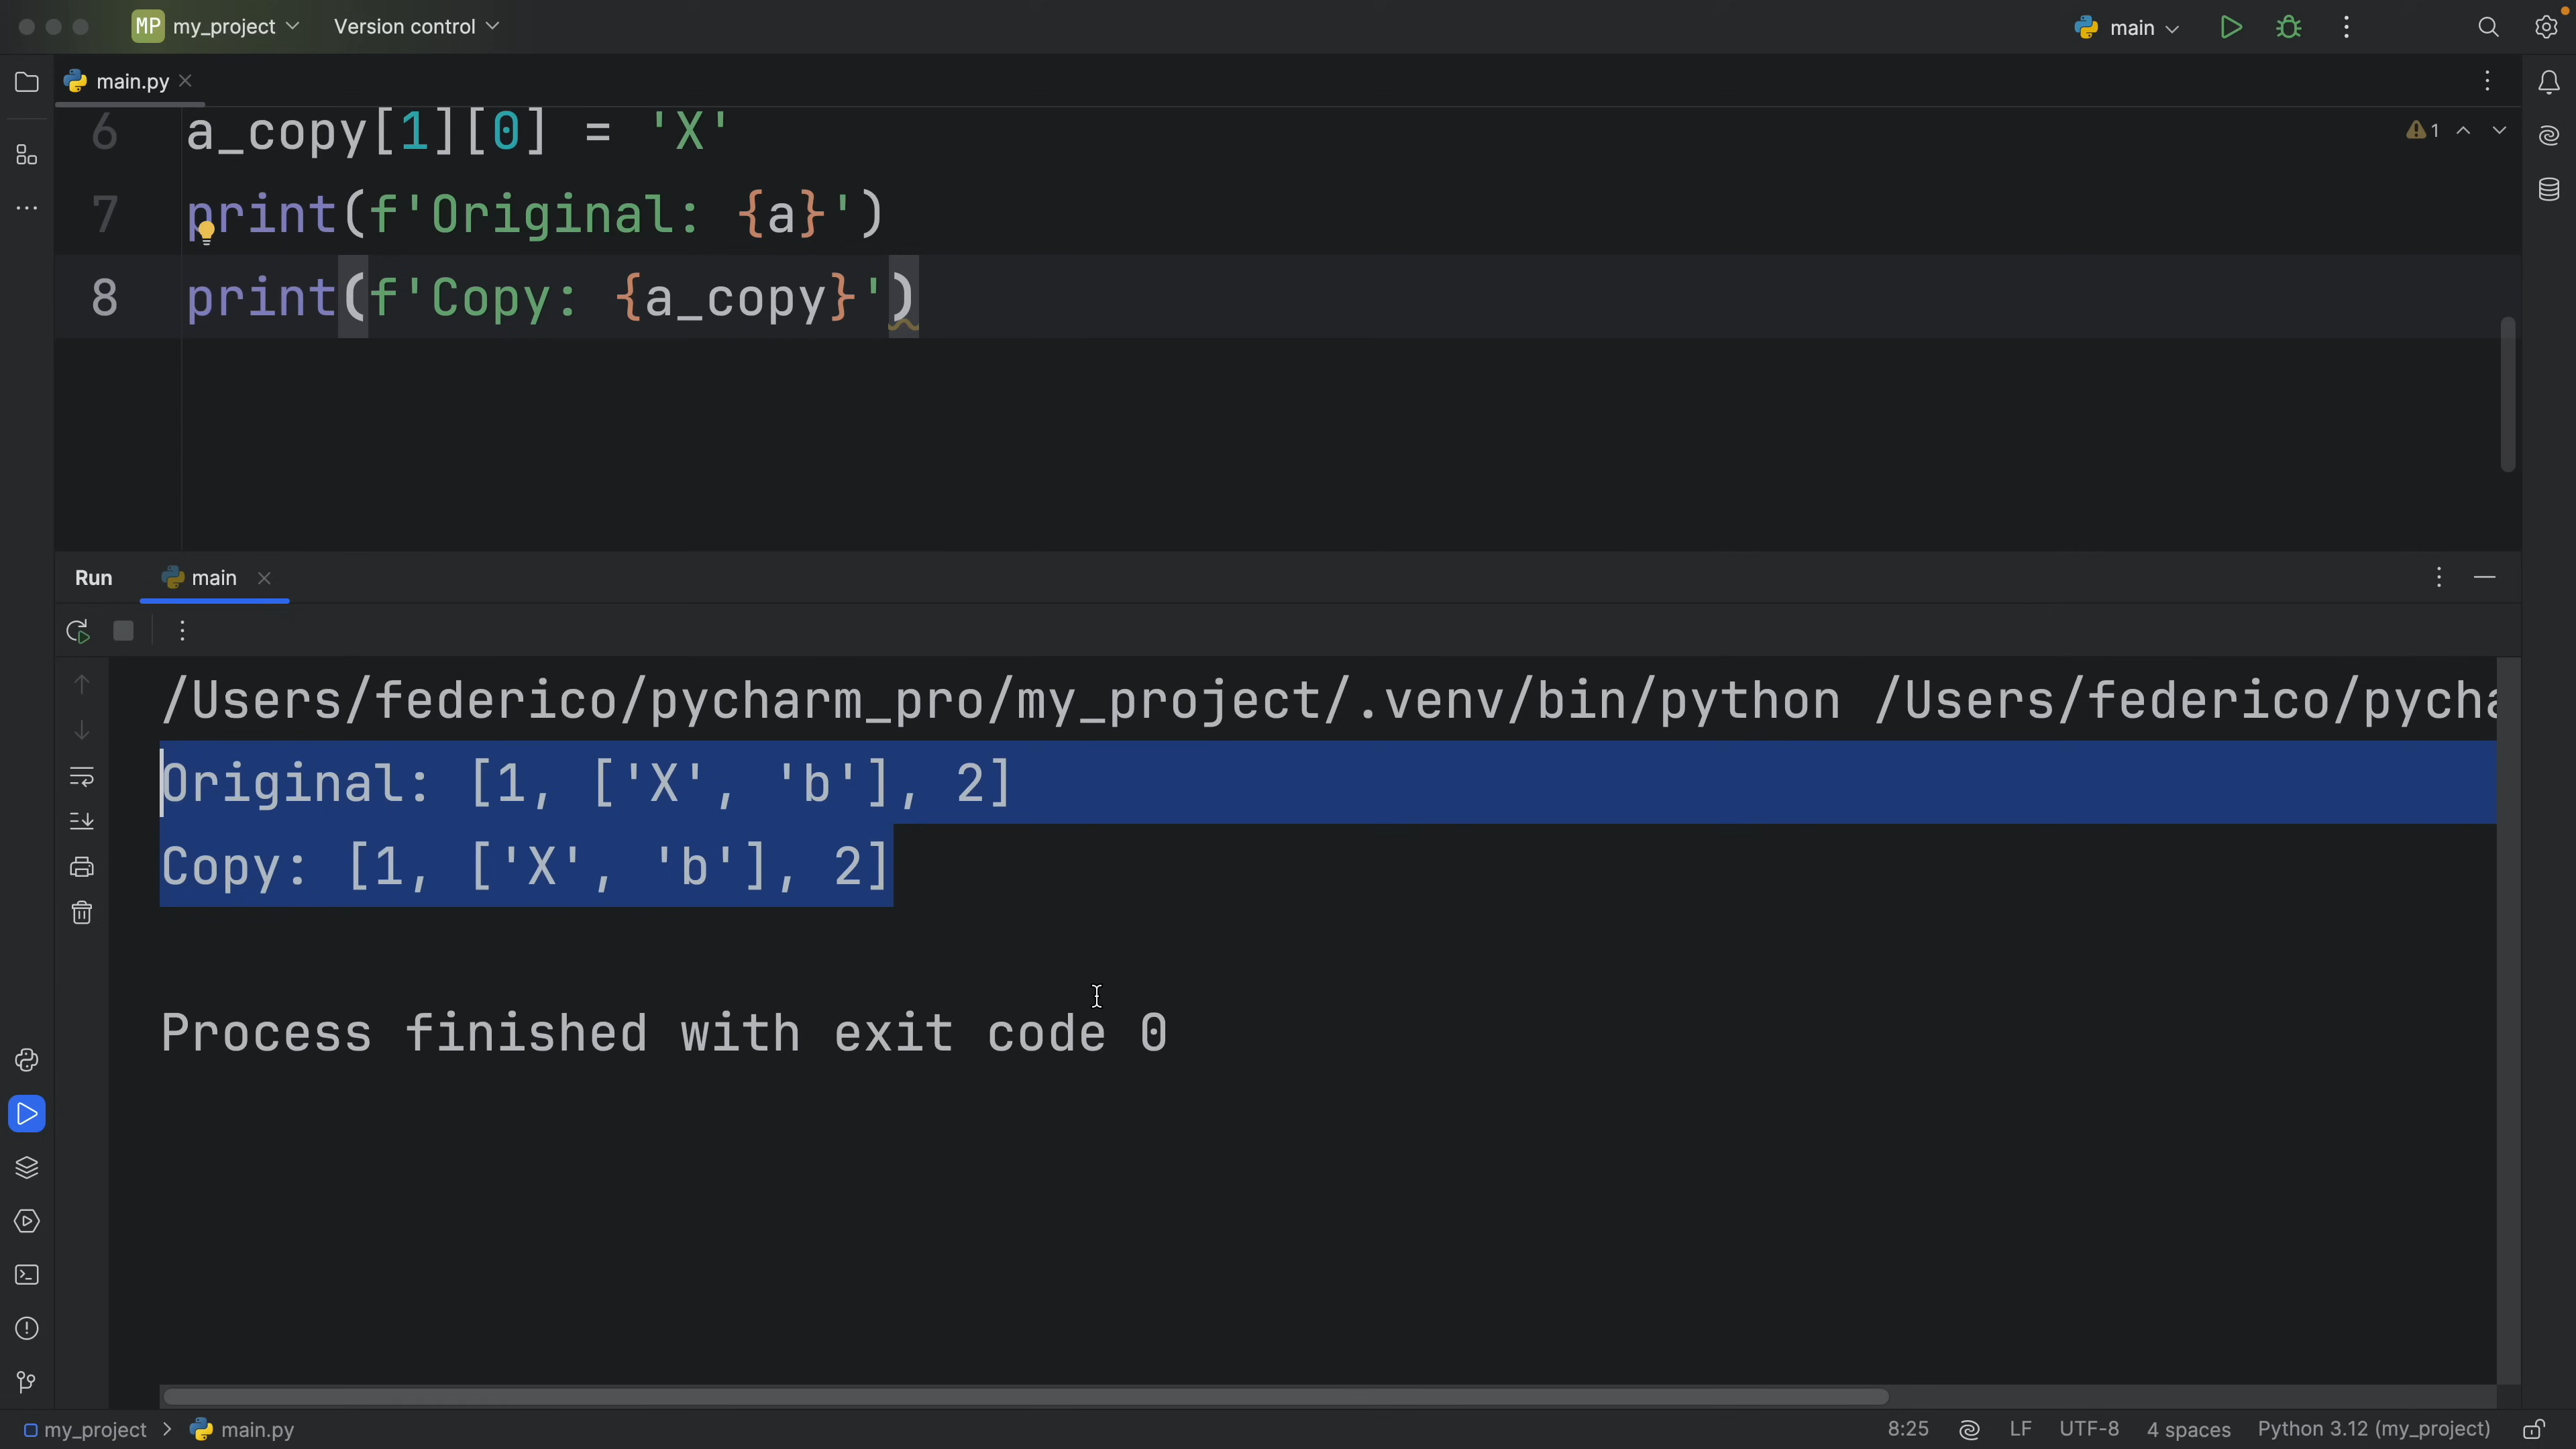 MP my_project Version control main
main.py
6 a_copy[1][0] = 'X'
1
7 print(f'Original: {a}')
8 print(f'Copy: {a_copy}')
Run main
/Users/federico/pycharm_pro/my_project/.venv/bin/python /Users/federico/pycha
Original: [1, ['X', 'b'], 2]
Copy: [1, ['X', 'b'], 2]
Process finished with exit code 0
my_project main.py 8:25 LF UTF-8 4 spaces Python 3.12 (my_project)